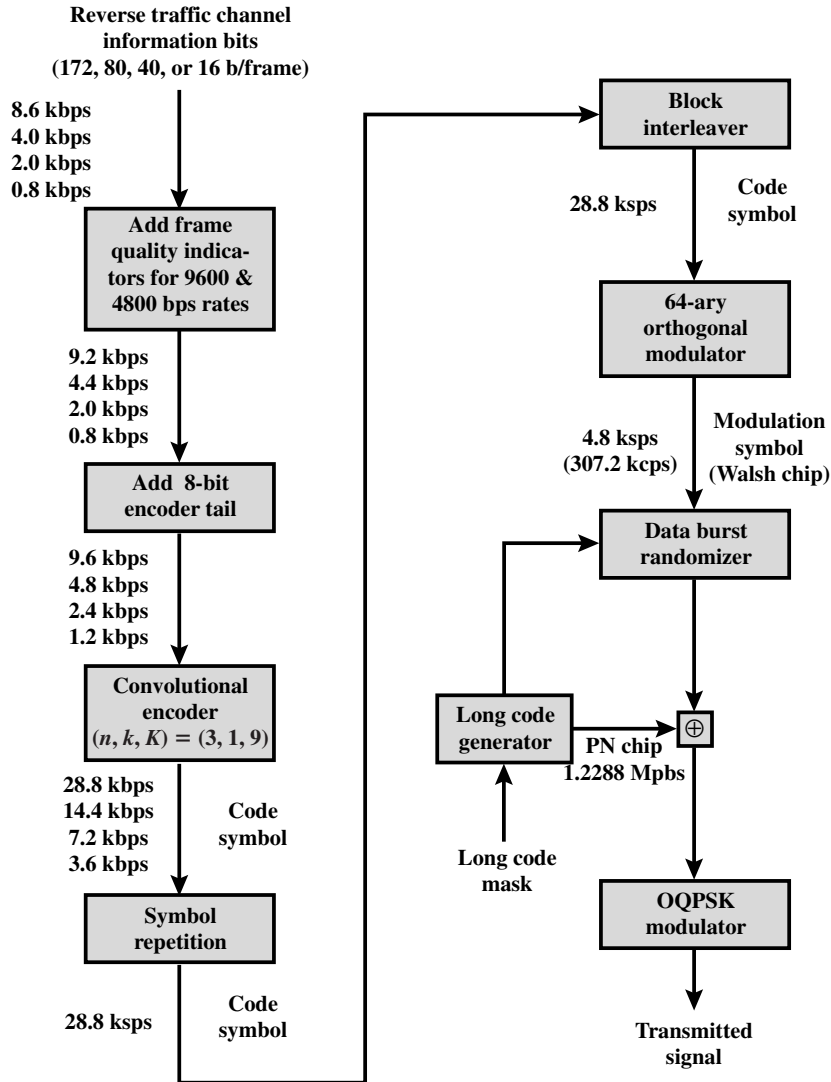 Reverse traffic channel
information bits
(172, 80, 40, or 16 b/frame)
8.6 kbps
4.0 kbps
2.0 kbps
0.8 kbps
Add frame
quality indica-
tors for 9600 &
4800 bps rates
9.2 kbps
4.4 kbps
2.0 kbps
0.8 kbps
Add 8-bit
encoder tail
9.6 kbps
4.8 kbps
2.4 kbps
1.2 kbps
Convolutional
encoder
(n, k, K) = (3, 1, 9)
28.8 kbps
14.4 kbps
7.2 kbps
3.6 kbps
Code
symbol
Symbol
repetition
28.8 ksps
Code
symbol
Block
interleaver
28.8 ksps
Code
symbol
64-ary
orthogonal
modulator
4.8 ksps
(307.2 kcps)
Modulation
symbol
(Walsh chip)
Data burst
randomizer
Long code
generator
PN chip
1.2288 Mpbs
⊕
Long code
mask
OQPSK
modulator
Transmitted
signal